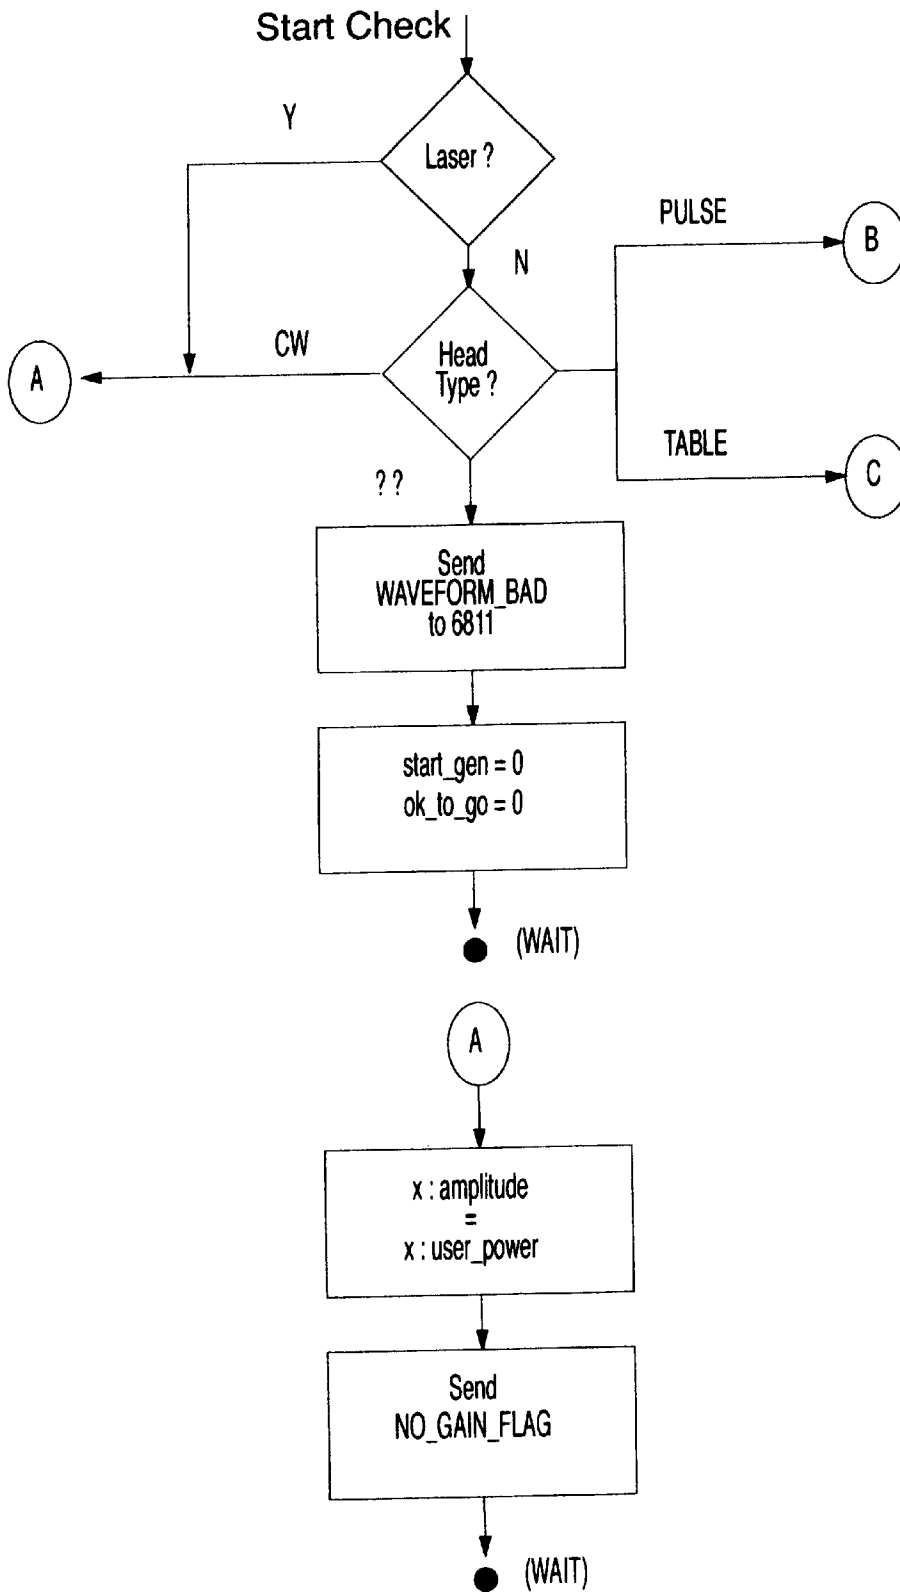 Start Check
Y
Laser ?
PULSE
B
N
CW
Head
Type ?
A
TABLE
C
? ?
Send
WAVEFORM_BAD
to 6811
start_gen = 0
ok_to_go = 0
(WAIT)
A
x : amplitude
=
x : user_power
Send
NO_GAIN_FLAG
(WAIT)